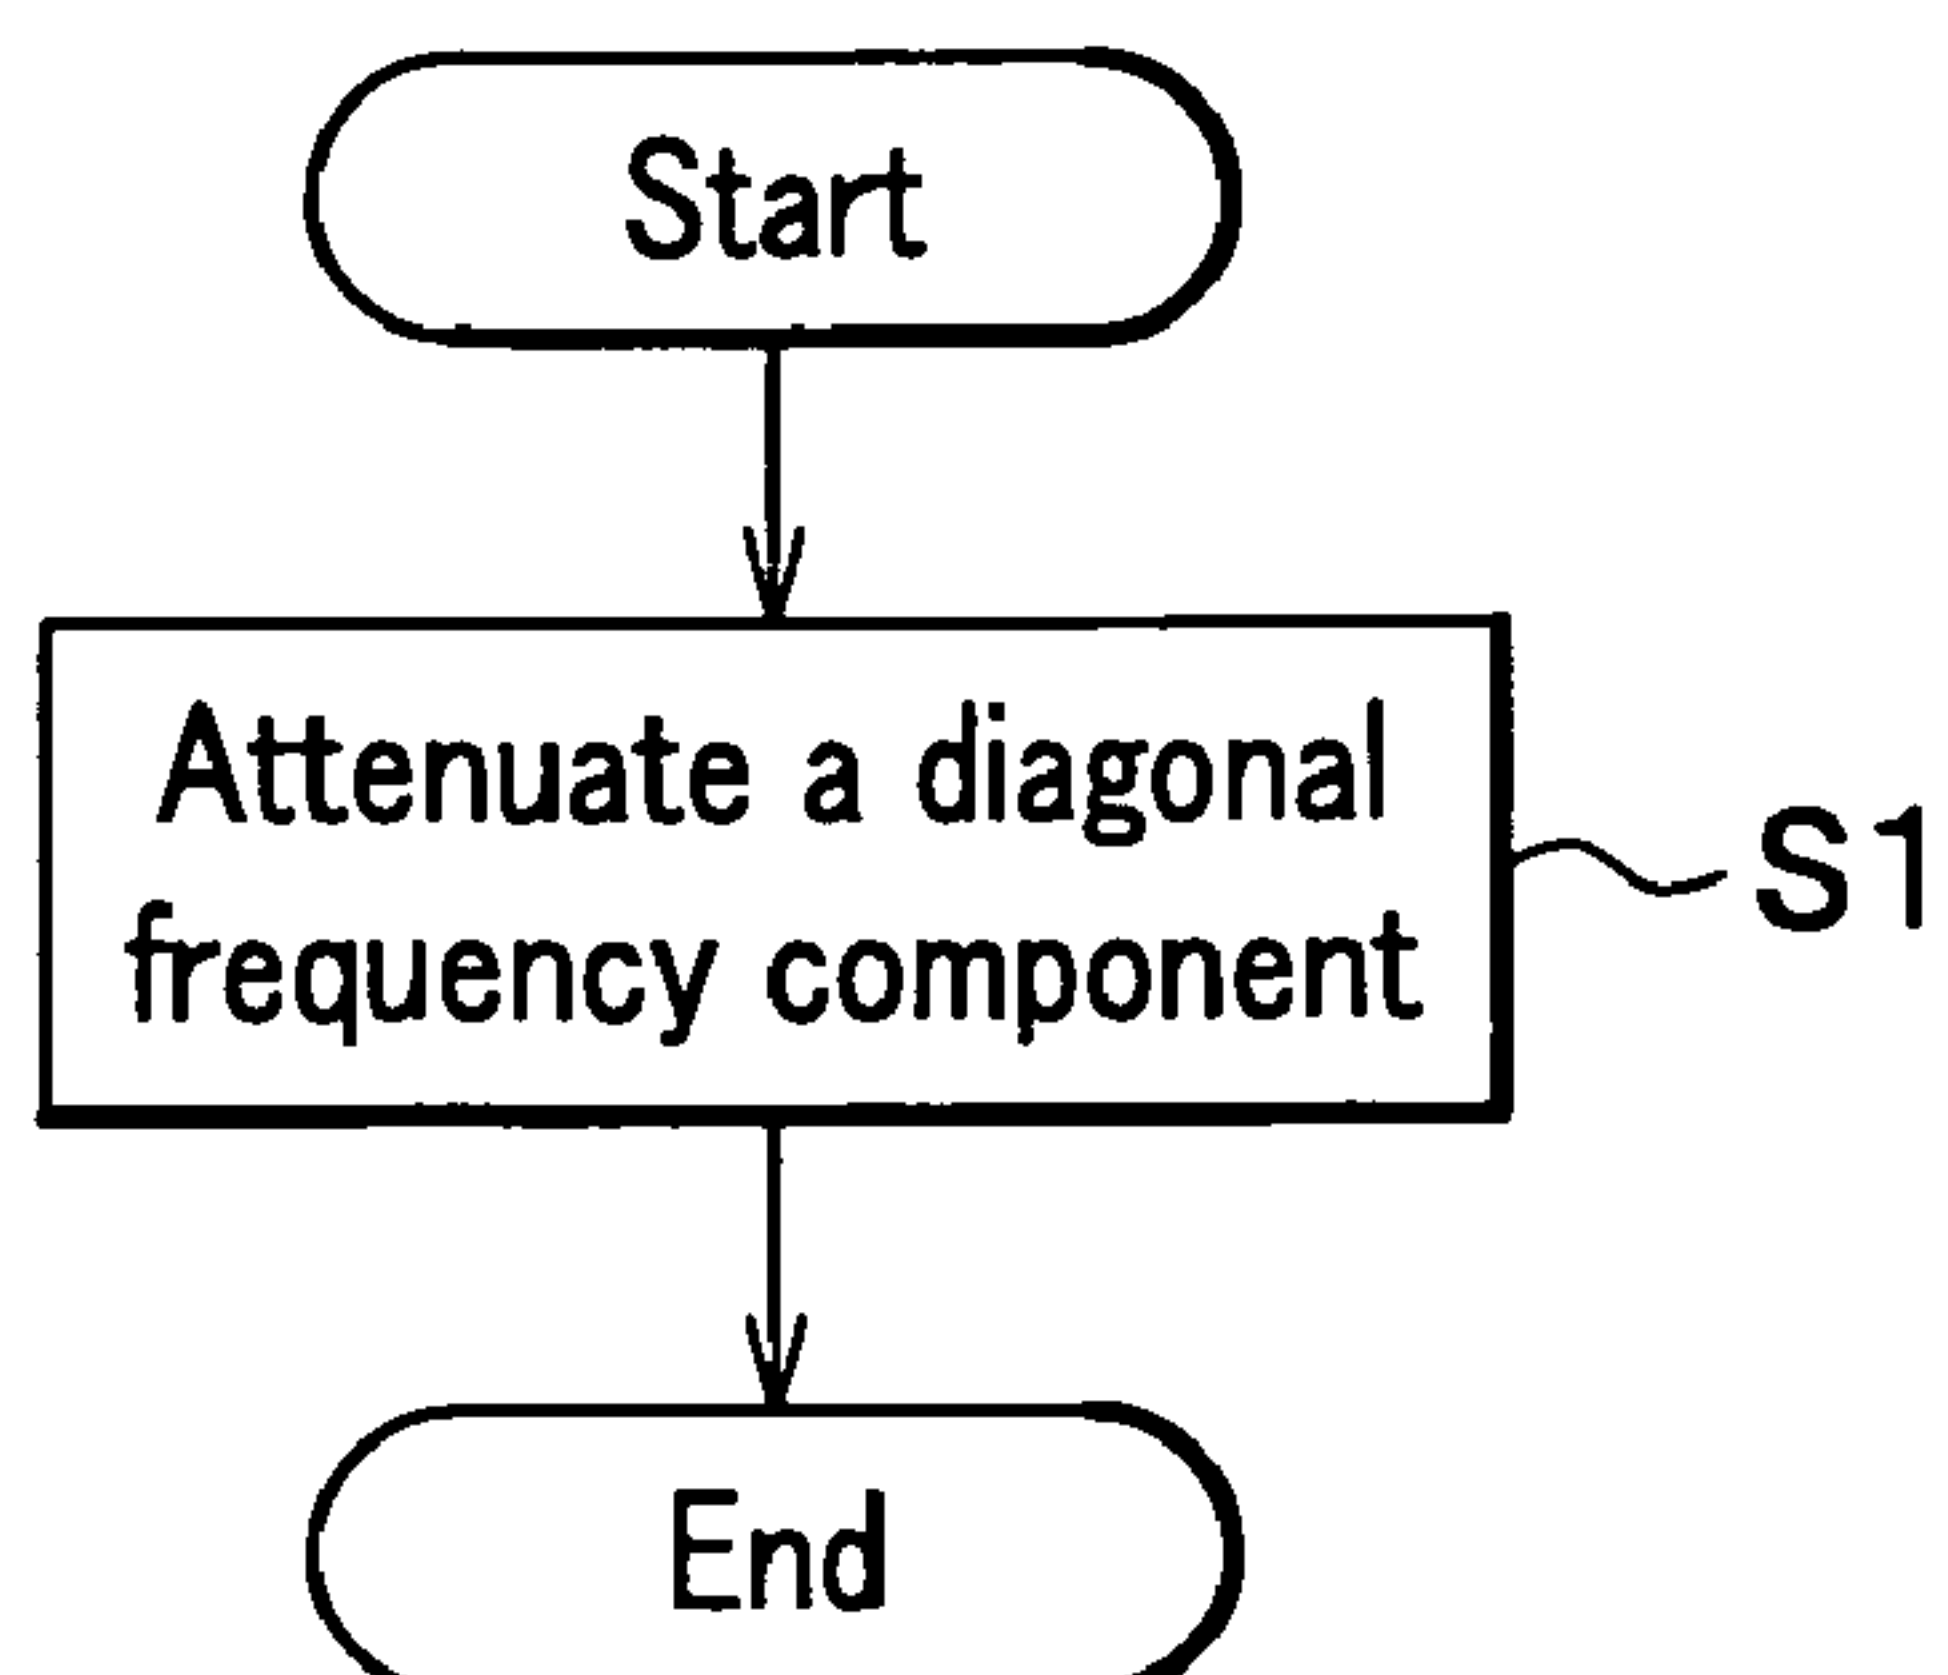 Start
Attenuate a diagonal
frequency component
S1
End